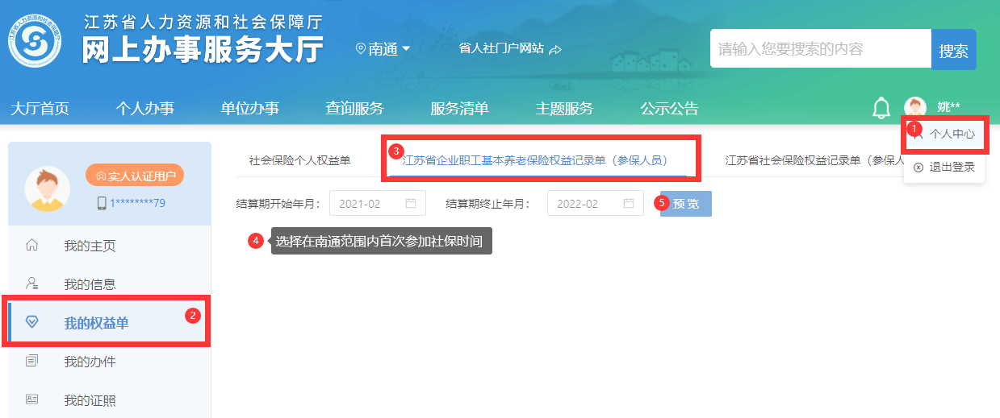 江苏省人力资源和社会保障厅
网上办事服务大厅
南通
省人社门户网站
请输入您要搜索的内容
搜索
大厅首页 个人办事 单位办事 查询服务 服务清单 主题服务 公示公告
姚**
1 个人中心
退出登录
实人认证用户
1********79
我的主页
我的信息
我的权益单 2
我的办件
我的证照
社会保险个人权益单
3 江苏省企业职工基本养老保险权益记录单（参保人员）
江苏省社会保险权益记录单（参保人
结算期开始年月： 2021-02 结算期终止年月： 2022-02 5 预览
4 选择在南通范围内首次参加社保时间